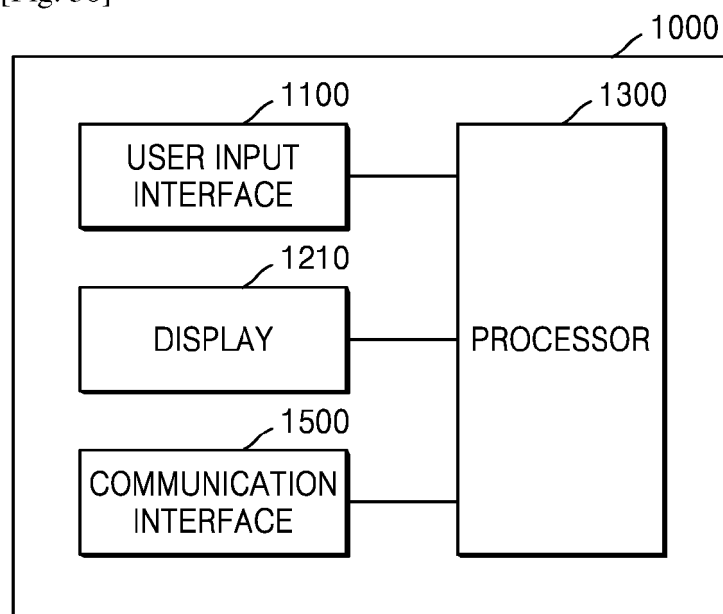 [Fig. 30]
1000
1100
USER INPUT
INTERFACE
1300
PROCESSOR
1210
DISPLAY
1500
COMMUNICATION
INTERFACE